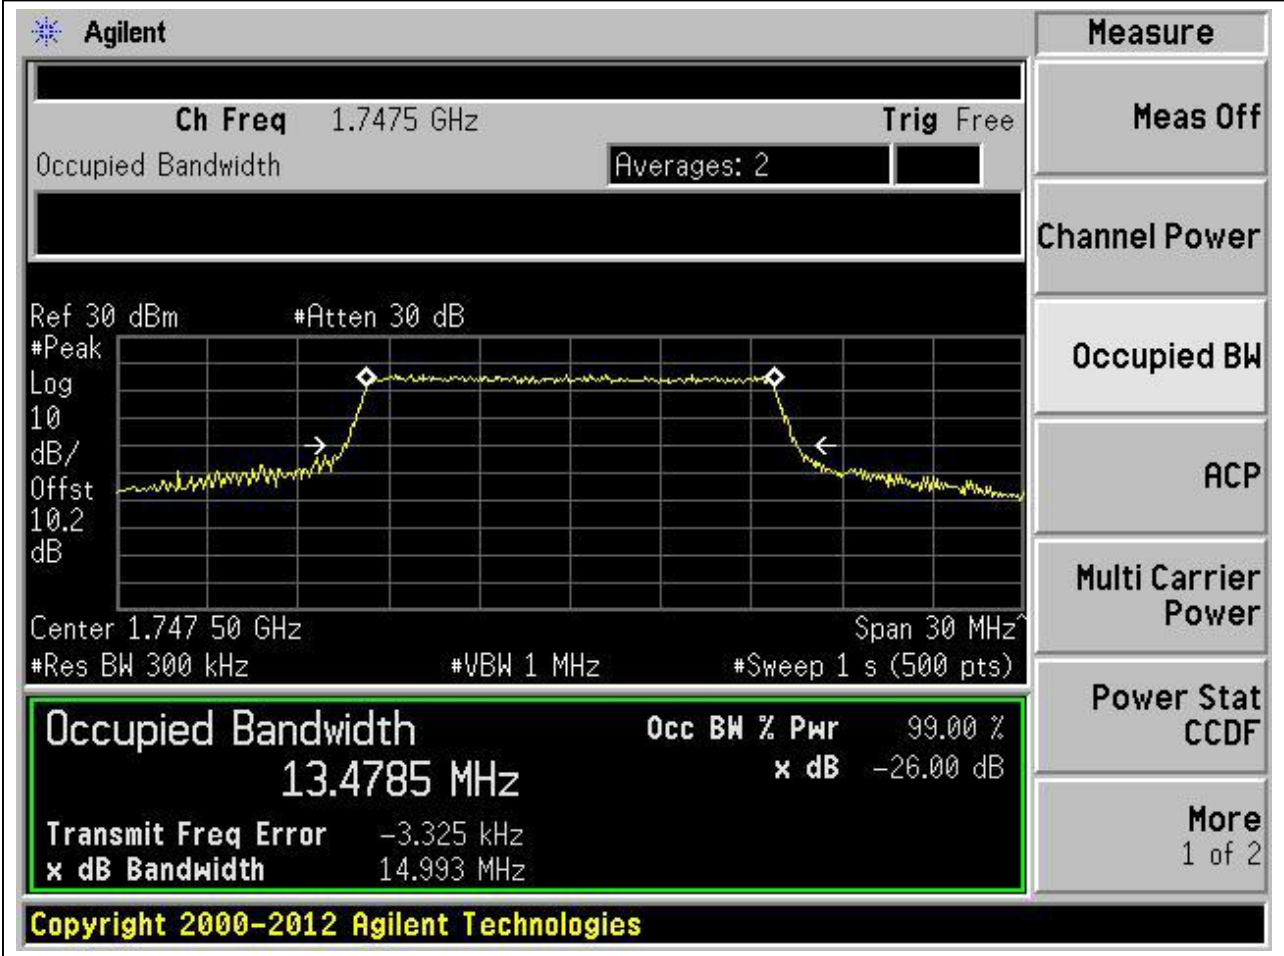 Agilent
Measure
Ch Freq 1.7475 GHz Trig Free
Occupied Bandwidth Averages: 2
Ref 30 dBm #Atten 30 dB
#Peak
Log
10
dB/
Offst
10.2
dB
Center 1.747 50 GHz Span 30 MHz^
#Res BW 300 kHz #VBW 1 MHz #Sweep 1 s (500 pts)
Occupied Bandwidth Occ BW % Pwr 99.00 %
13.4785 MHz x dB -26.00 dB
Transmit Freq Error -3.325 kHz
x dB Bandwidth 14.993 MHz
Copyright 2000-2012 Agilent Technologies
Meas Off
Channel Power
Occupied BW
ACP
Multi Carrier
Power
Power Stat
CCDF
More
1 of 2